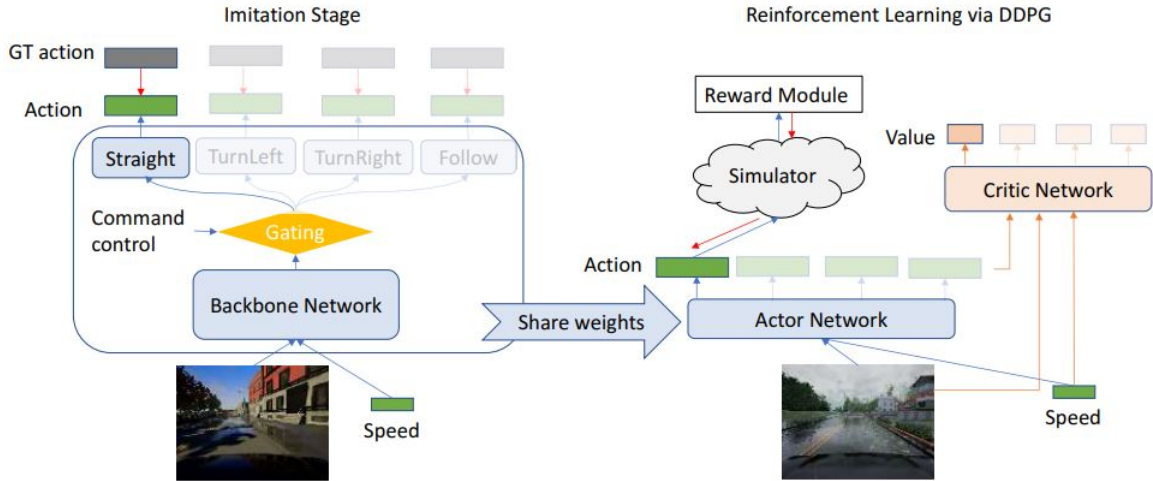 Imitation Stage
GT action
Action
Straight
TurnLeft
TurnRight
Follow
Command
control
Gating
Backbone Network
Speed
Share weights
Reinforcement Learning via DDPG
Reward Module
Simulator
Value
Critic Network
Action
Actor Network
Speed